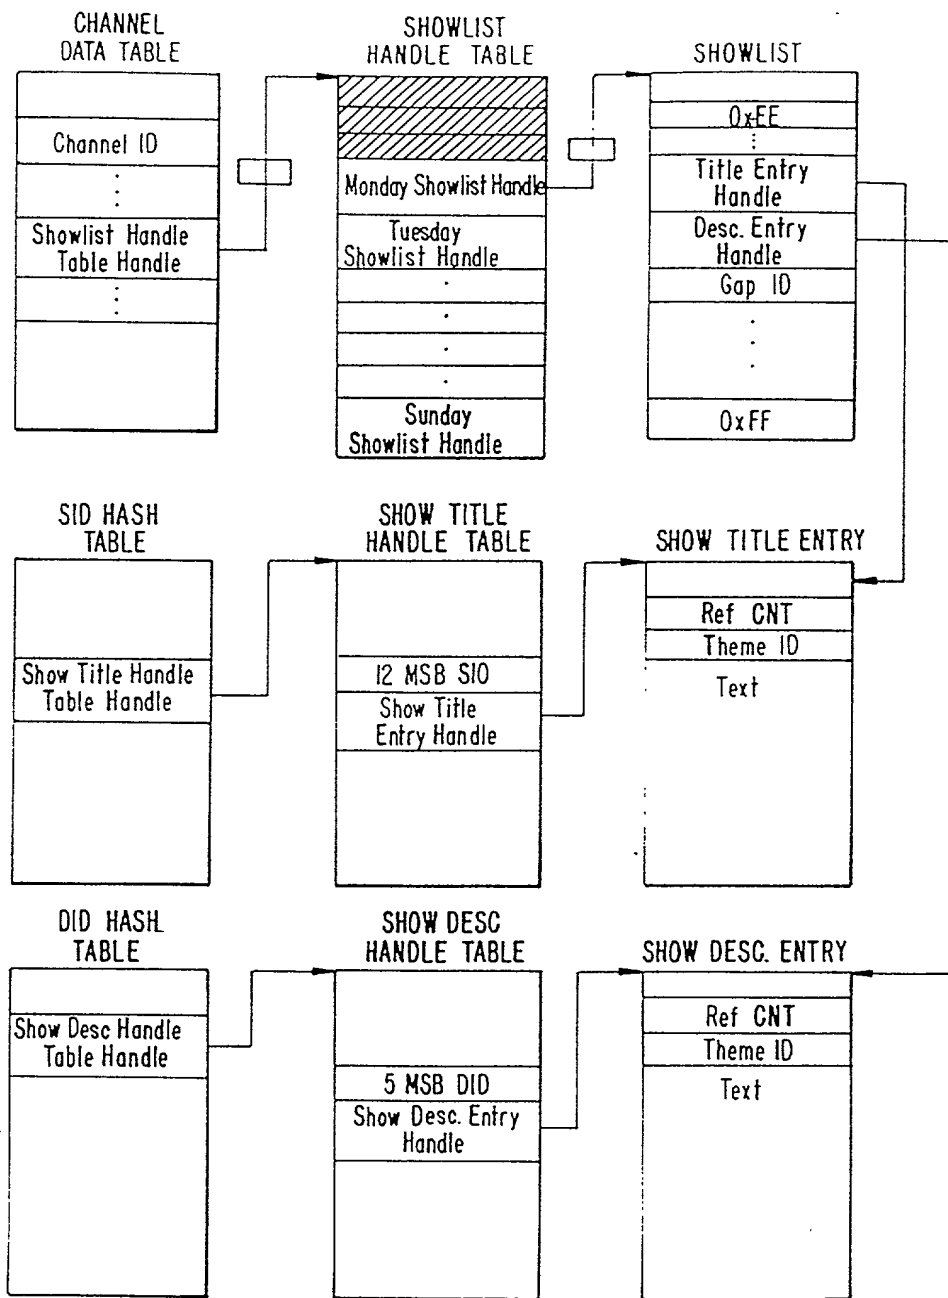 CHANNEL
DATA TABLE
Channel ID
Showlist Handle
Table Handle
SHOWLIST
HANDLE TABLE
Monday Showlist Handle
Tuesday
Showlist Handle
Sunday
Showlist Handle
SHOWLIST
0xEE
Title Entry
Handle
Desc. Entry
Handle
Gap ID
0xFF
SID HASH
TABLE
Show Title Handle
Table Handle
SHOW TITLE
HANDLE TABLE
12 MSB SIO
Show Title
Entry Handle
SHOW TITLE ENTRY
Ref CNT
Theme ID
Text
DID HASH
TABLE
Show Desc Handle
Table Handle
SHOW DESC
HANDLE TABLE
5 MSB DID
Show Desc. Entry
Handle
SHOW DESC. ENTRY
Ref CNT
Theme ID
Text